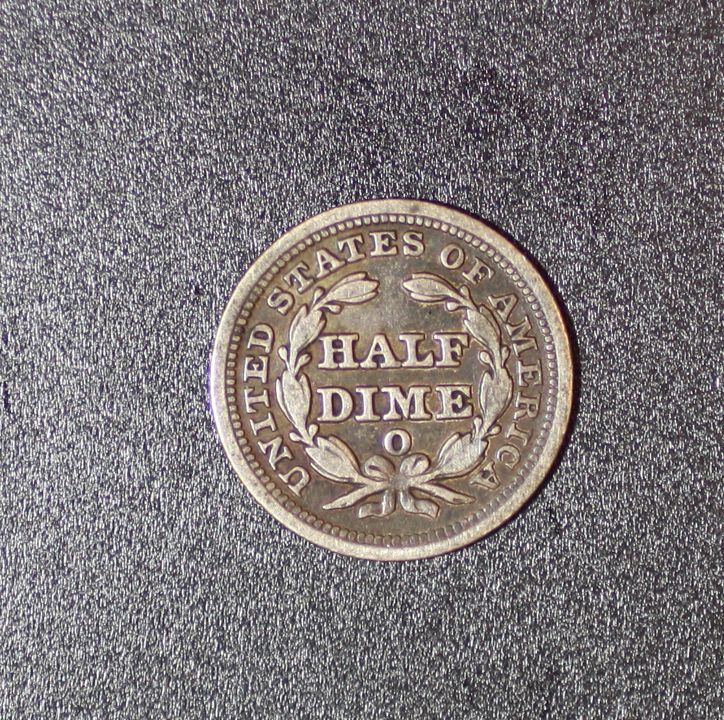 UNITED STATES OF AMERICA
HALF
DIME
O